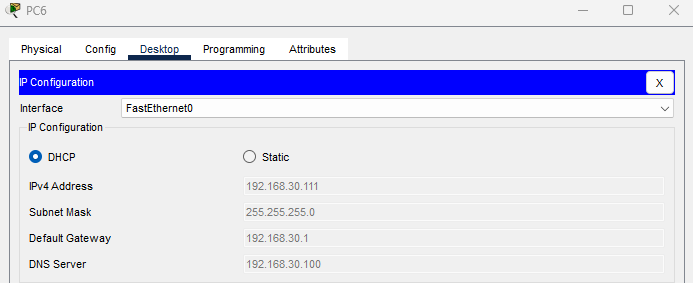 PC6
Physical Config Desktop Programming Attributes
IP Configuration X
Interface FastEthernet0
IP Configuration
DHCP Static
IPv4 Address 192.168.30.111
Subnet Mask 255.255.255.0
Default Gateway 192.168.30.1
DNS Server 192.168.30.100